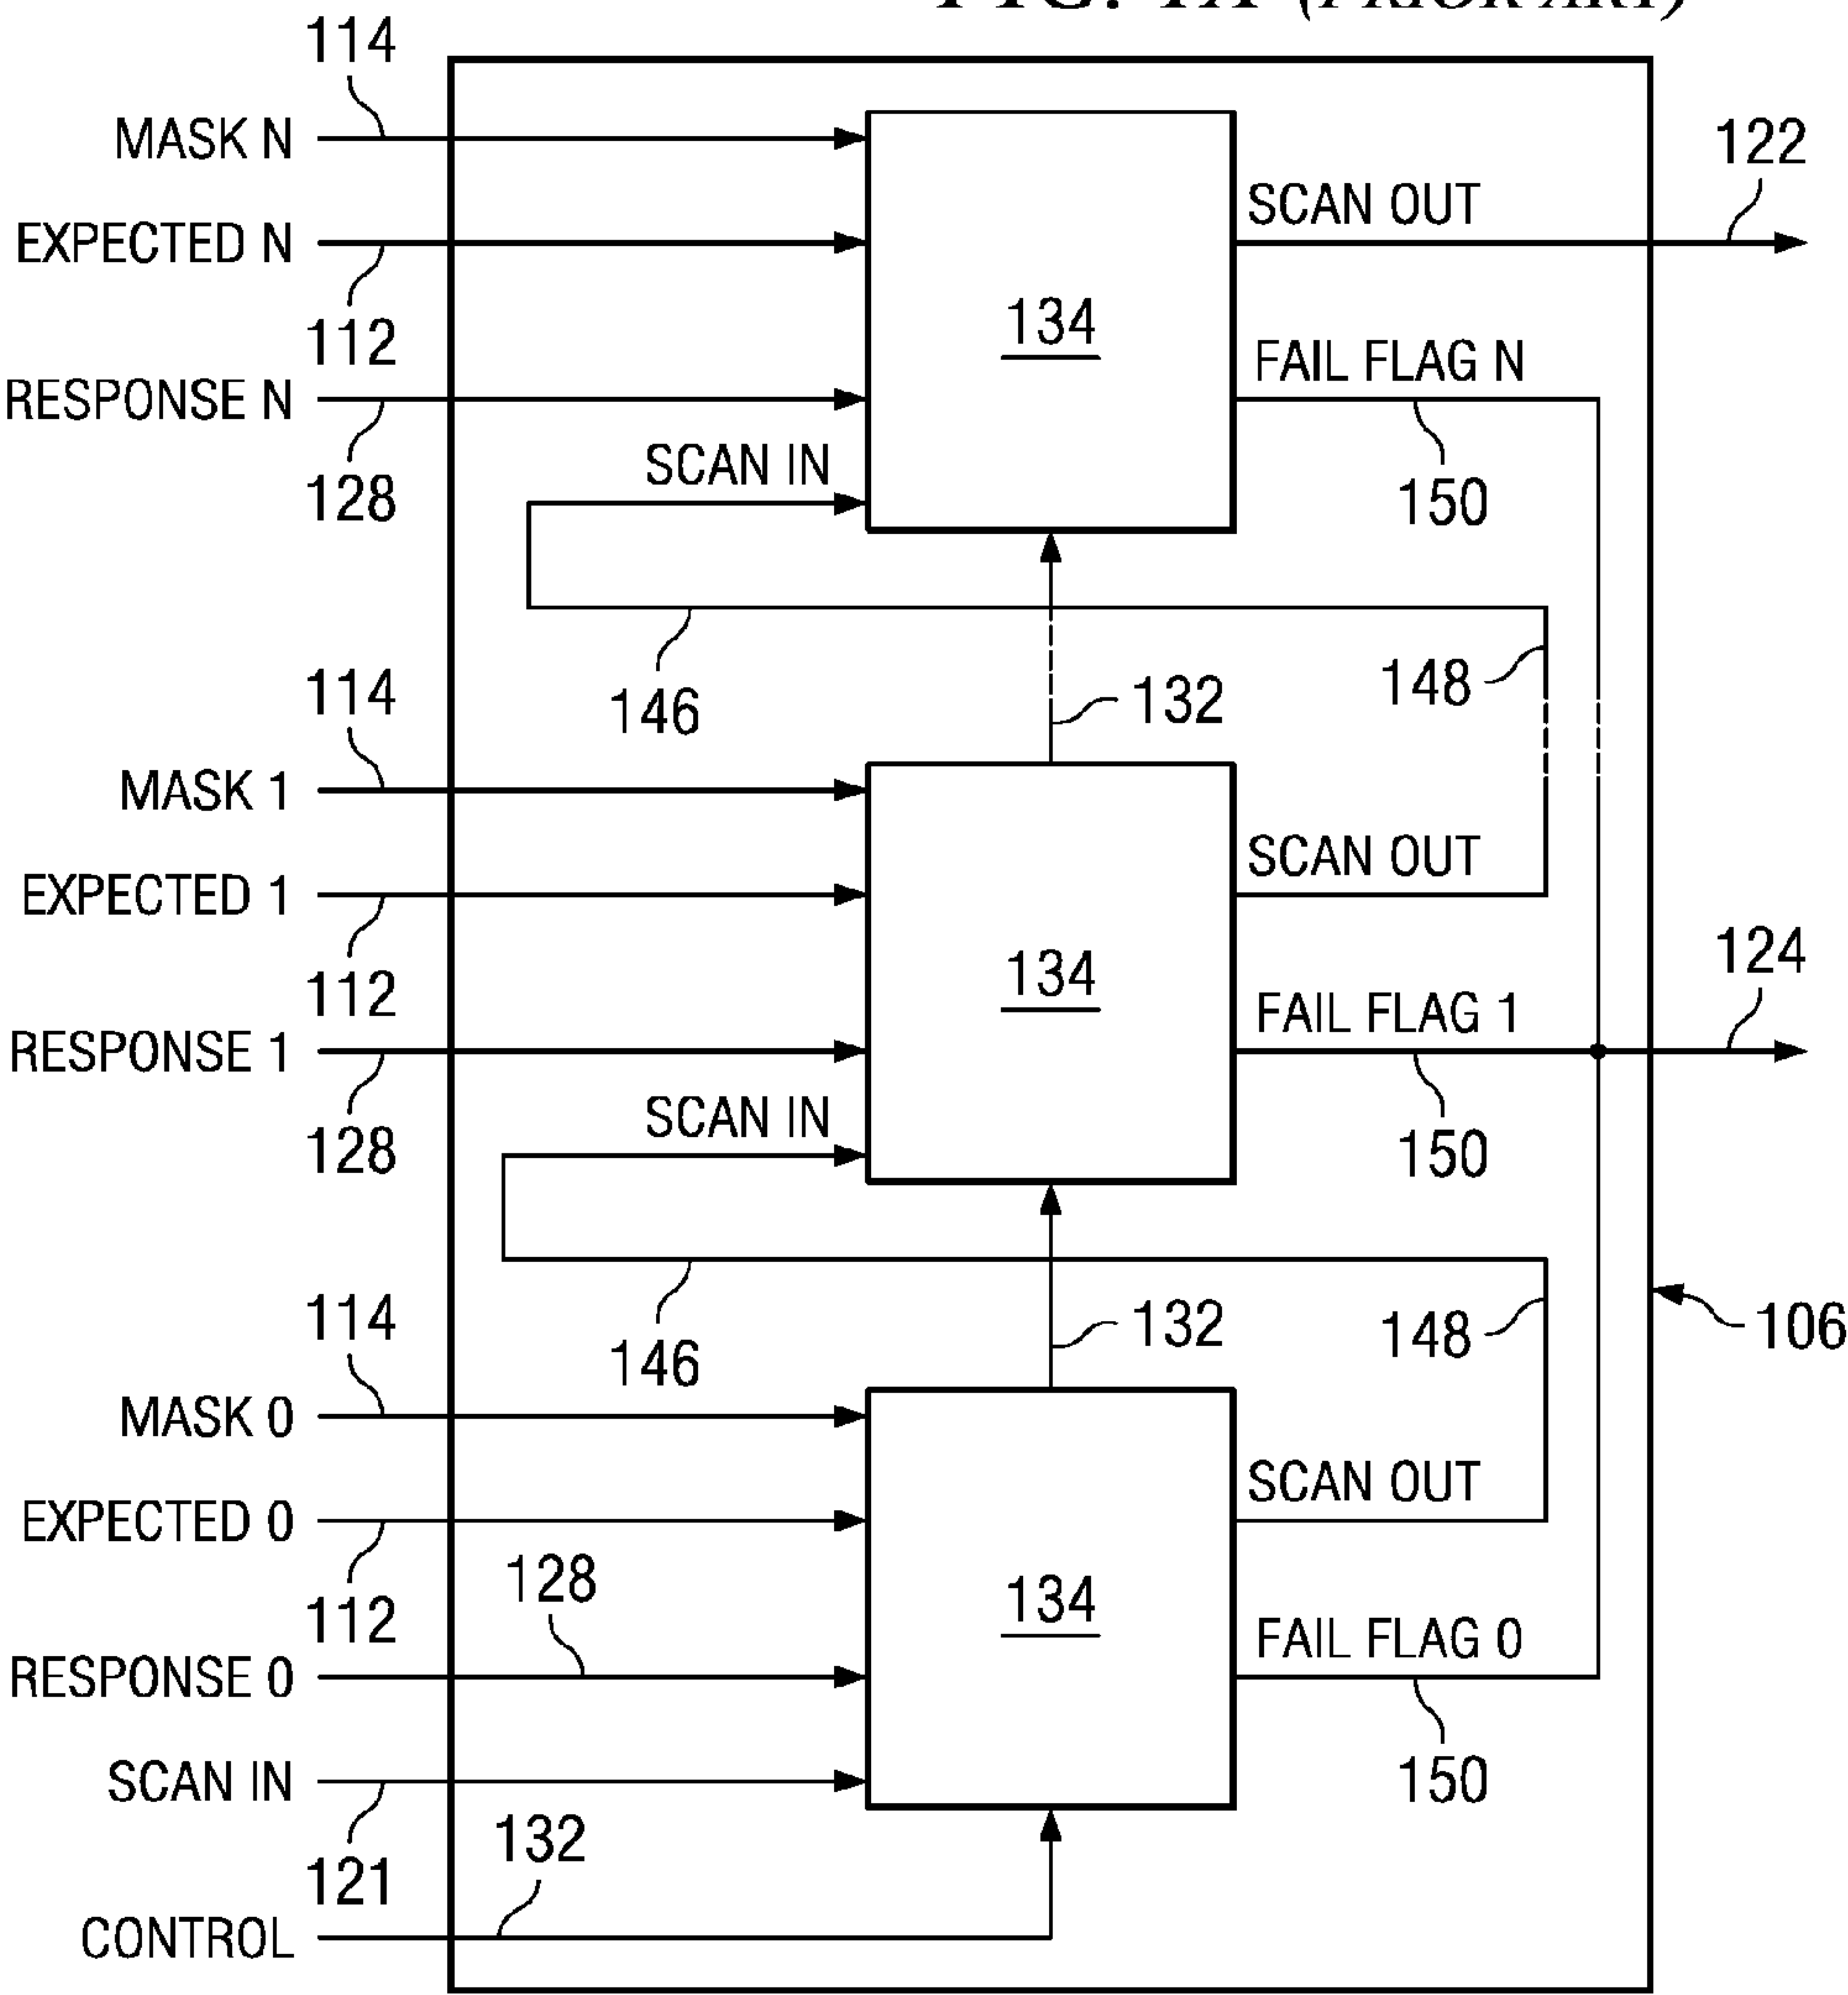 (PRIOR ART)
114
MASK N
122
SCAN OUT
EXPECTED N
134
112
FAIL FLAG N
RESPONSE N
SCAN IN
128
150
114
146
132
148
MASK 1
SCAN OUT
EXPECTED 1
124
134
112
FAIL FLAG 1
RESPONSE 1
SCAN IN
128
150
114
146
132
148
106
MASK 0
SCAN OUT
EXPECTED 0
128
134
112
FAIL FLAG 0
RESPONSE 0
SCAN IN
150
132
121
CONTROL